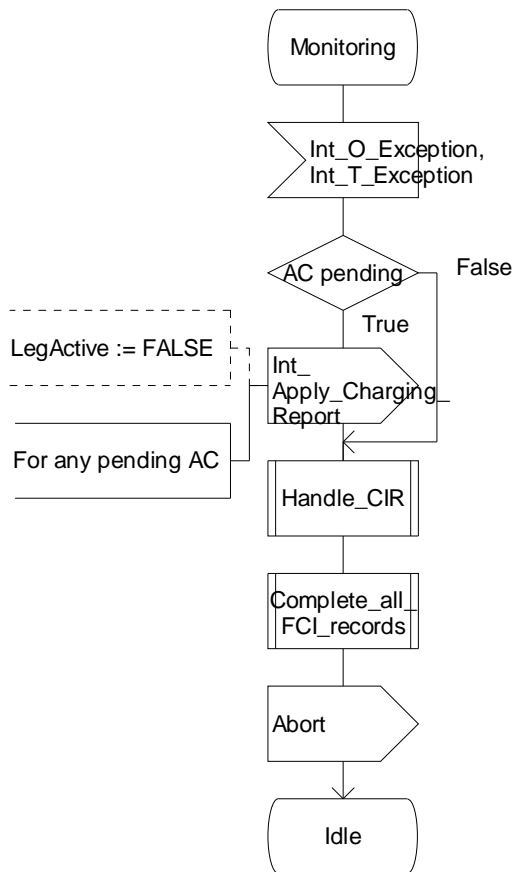 Monitoring
Int_O_Exception,
Int_T_Exception
AC pending
False
True
LegActive := FALSE
Int_
Apply_Charging_
Report
For any pending AC
Handle_CIR
Complete_all_
FCI_records
Abort
Idle